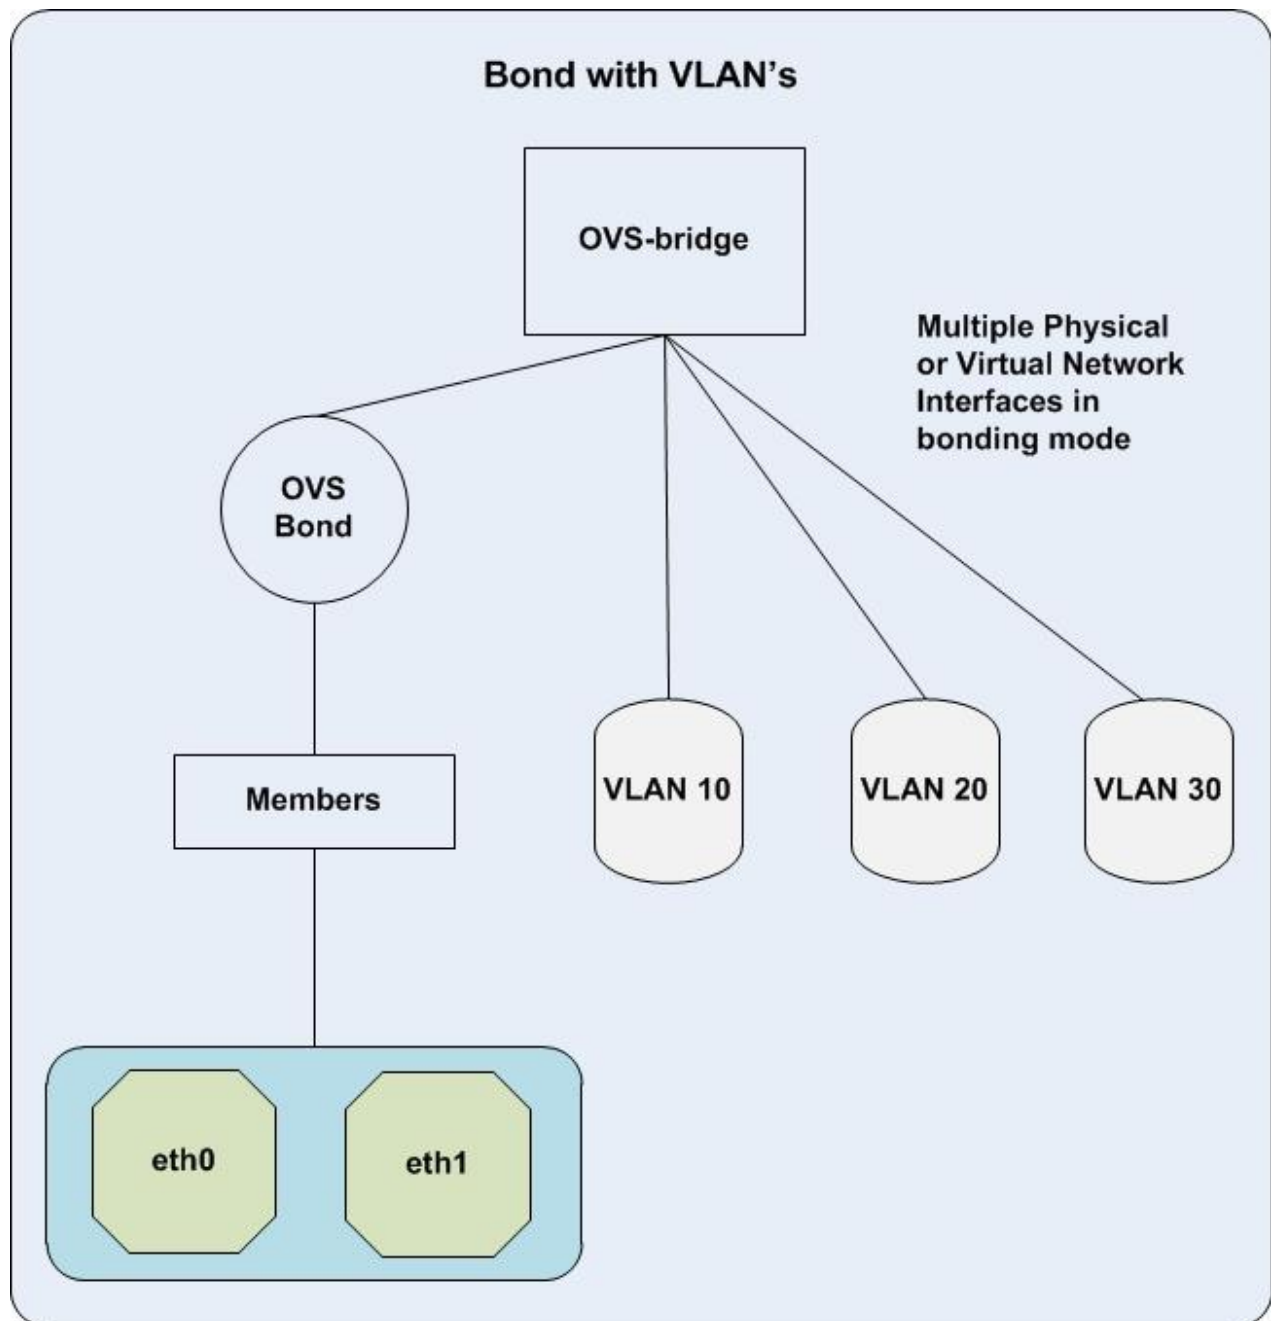 Bond with VLAN's
OVS-bridge
Multiple Physical
or Virtual Network
Interfaces in
bonding mode
OVS
Bond
Members
VLAN 10
VLAN 20
VLAN 30
eth0
eth1